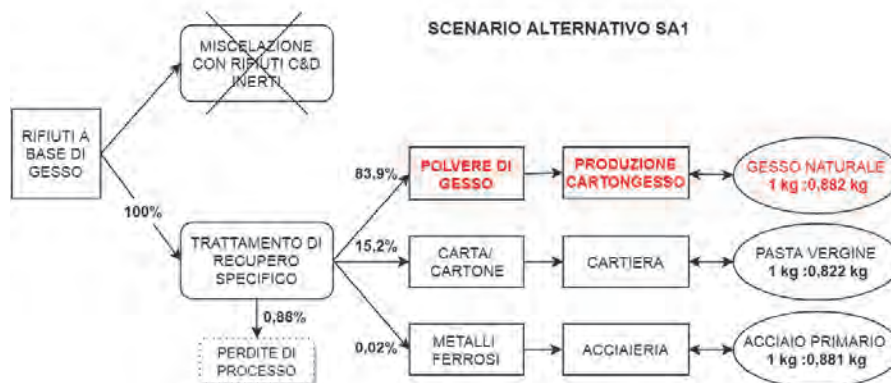 SCENARIO ALTERNATIVO SA1
MISCELAZIONE
CON RIFIUTI C&D
INERTI
RIFIUTI A
BASE DI
GESSO
100%
TRATTAMENTO DI
RECUPERO
SPECIFICO
0,88%
PERDITE DI
PROCESSO
83,9%
POLVERE DI
GESSO
PRODUZIONE
CARTONGESSO
GESSO NATURALE
1 kg :0,882 kg
15,2%
CARTA/
CARTONE
CARTIERA
PASTA VERGINE
1 kg :0,822 kg
0,02%
METALLI
FERROSI
ACCIAIERIA
ACCIAIO PRIMARIO
1 kg :0,881 kg